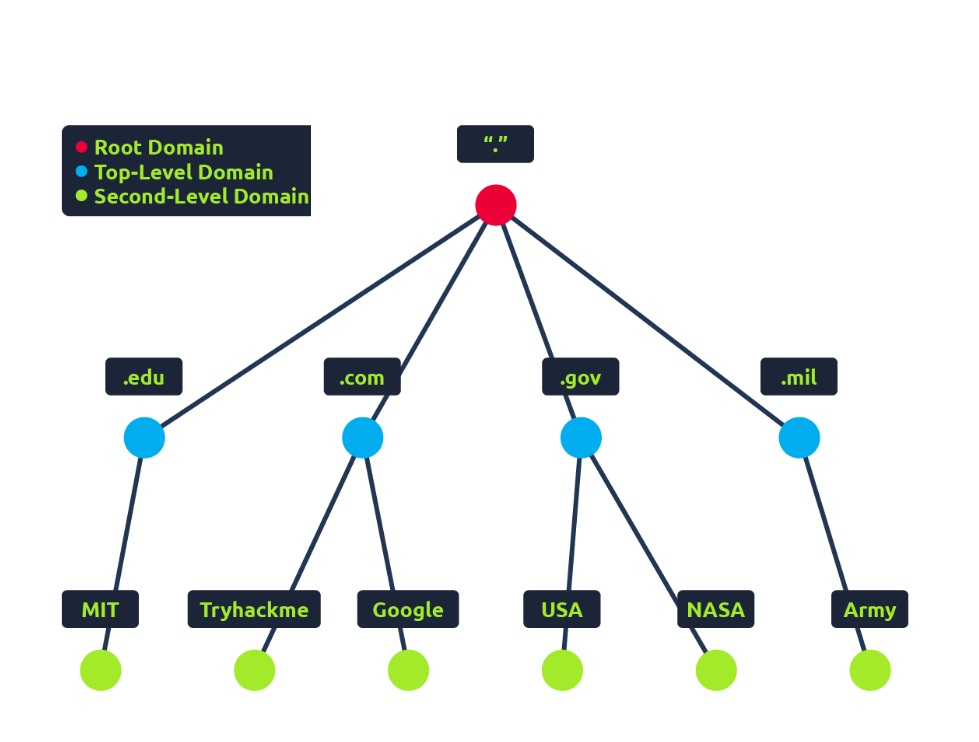 Root Domain
Top-Level Domain
Second-Level Domain
“.”
.edu
.com
.gov
.mil
MIT
Tryhackme
Google
USA
NASA
Army